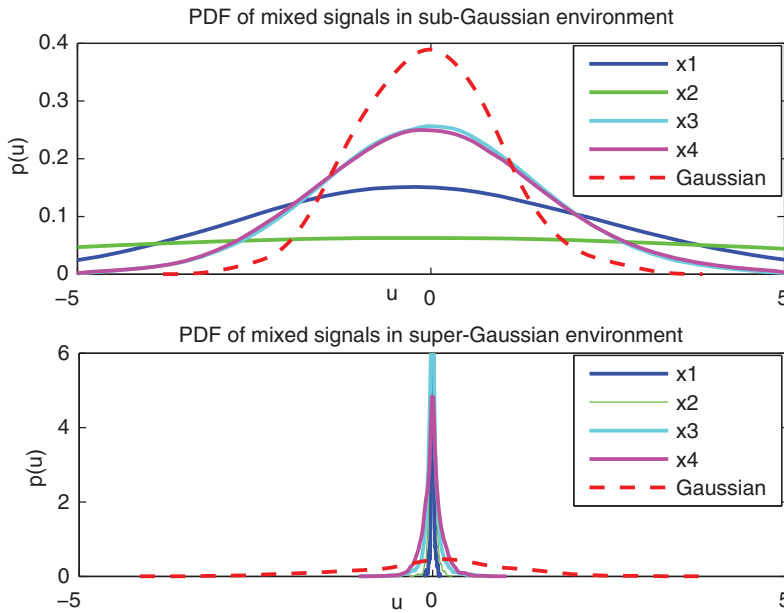 PDF of mixed signals in sub-Gaussian environment
0.4
0.3
0.2
0.1
0
p(u)
x1
x2
x3
x4
Gaussian
−5
u
0
5
PDF of mixed signals in super-Gaussian environment
6
4
2
0
p(u)
x1
x2
x3
x4
Gaussian
−5
u
0
5